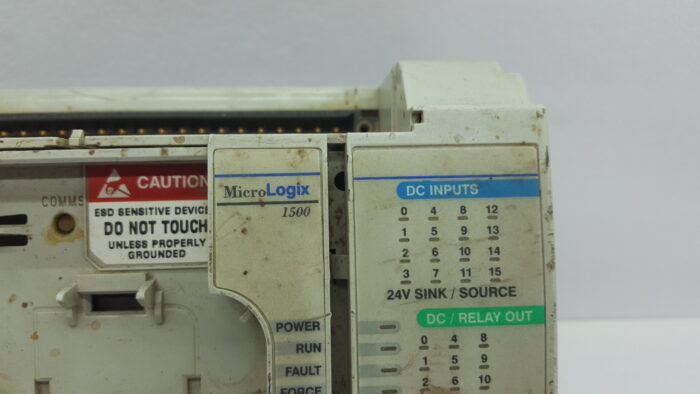 COMMS
CAUTION
ESD SENSITIVE DEVICE
DO NOT TOUCH
UNLESS PROPERLY
GROUNDED
MicroLogix
1500
POWER
RUN
FAULT
FORCE
DC INPUTS
0 4 8 12
1 5 9 13
2 6 10 14
3 7 11 15
24V SINK / SOURCE
DC / RELAY OUT
0 4 8
1 5 9
2 6 10